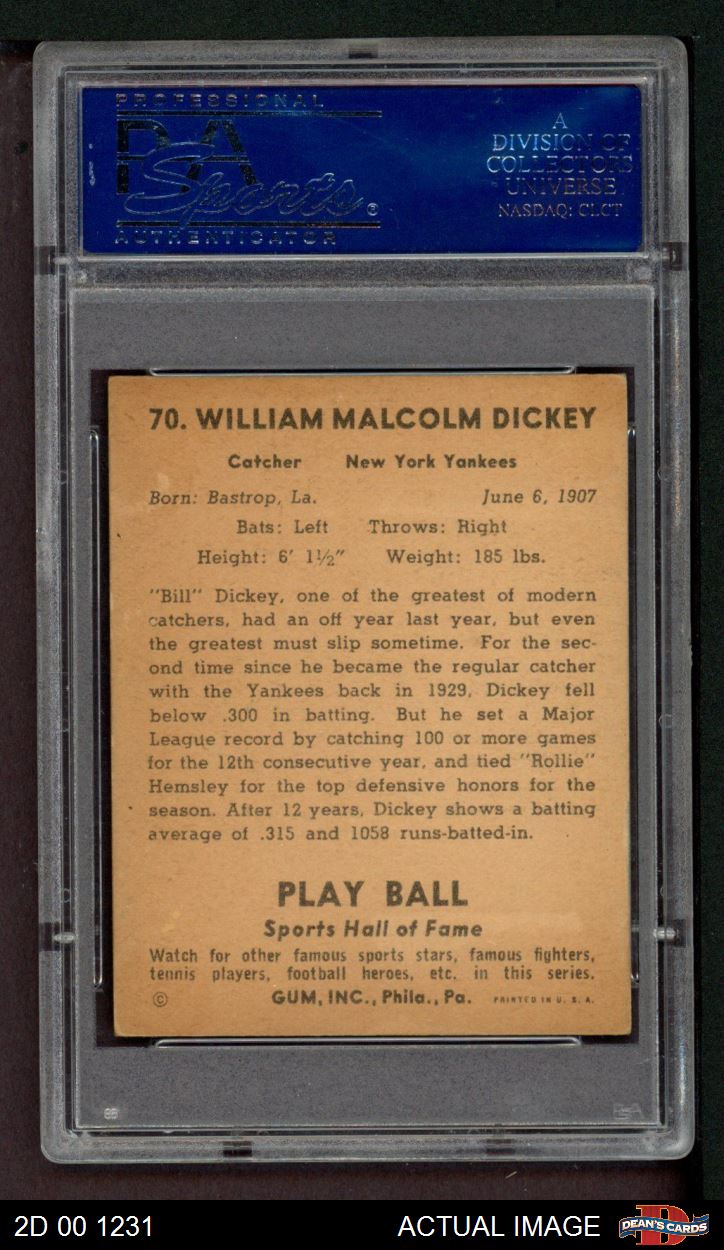 PROFESSIONAL
PSA
Sports ®
AUTHENTICATOR
A
DIVISION OF
COLLECTORS
UNIVERSE
NASDAQ: CLCT
70. WILLIAM MALCOLM DICKEY
Catcher New York Yankees
Born: Bastrop, La. June 6, 1907
Bats: Left Throws: Right
Height: 6' 1½" Weight: 185 lbs.
"Bill" Dickey, one of the greatest of modern
catchers, had an off year last year, but even
the greatest must slip sometime. For the sec-
ond time since he became the regular catcher
with the Yankees back in 1929, Dickey fell
below .300 in batting. But he set a Major
League record by catching 100 or more games
for the 12th consecutive year, and tied "Rollie"
Hemsley for the top defensive honors for the
season. After 12 years, Dickey shows a batting
average of .315 and 1058 runs-batted-in.
PLAY BALL
Sports Hall of Fame
Watch for other famous sports stars, famous fighters,
tennis players, football heroes, etc. in this series.
© GUM, INC., Phila., Pa. PRINTED IN U. S. A.
2D 00 1231 ACTUAL IMAGE DEAN'S CARDS